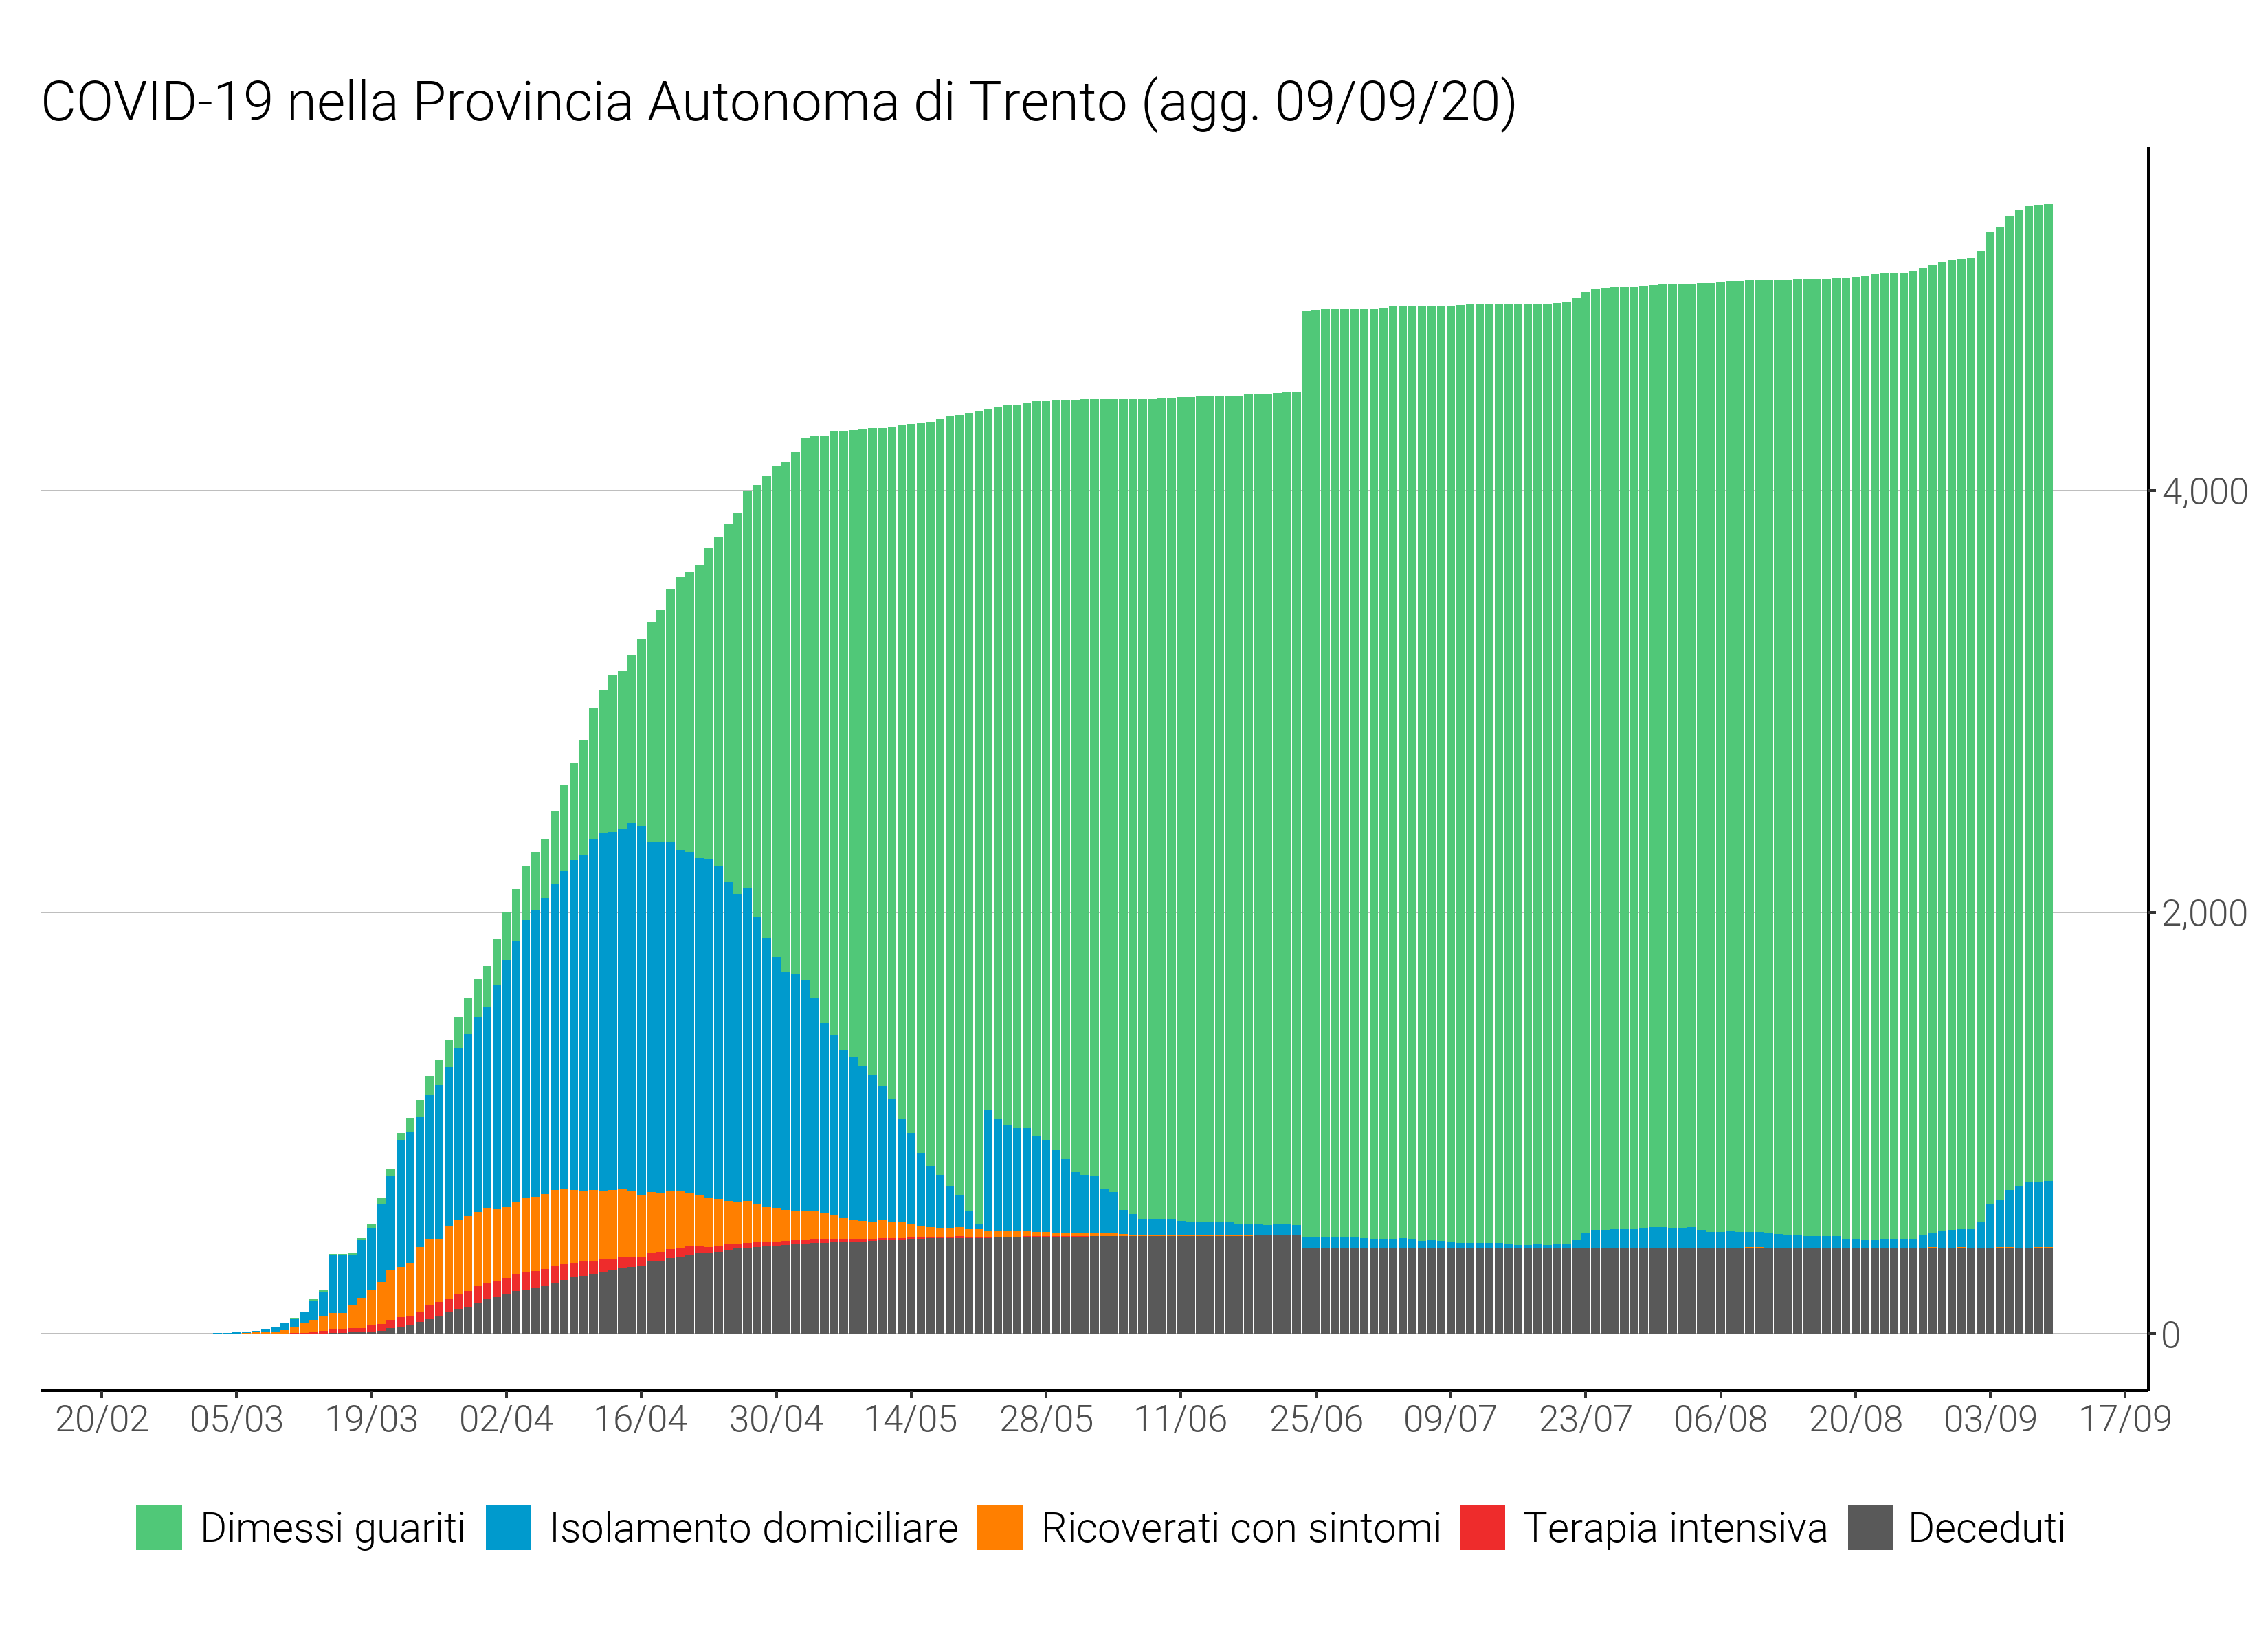 COVID-19 nella Provincia Autonoma di Trento (agg. 09/09/20)
4,000
2,000
0
20/02 05/03 19/03 02/04 16/04 30/04 14/05 28/05 11/06 25/06 09/07 23/07 06/08 20/08 03/09 17/09
Dimessi guariti Isolamento domiciliare Ricoverati con sintomi Terapia intensiva Deceduti